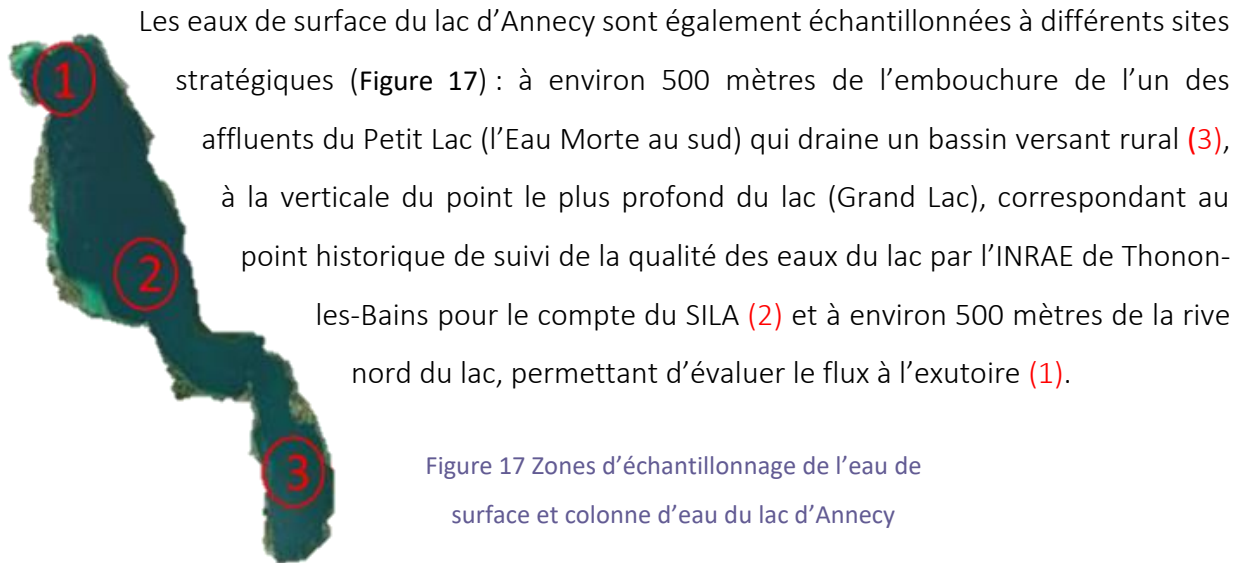 Les eaux de surface du lac d’Annecy sont également échantillonnées à différents sites
stratégiques (Figure 17) : à environ 500 mètres de l’embouchure de l’un des
affluents du Petit Lac (l’Eau Morte au sud) qui draine un bassin versant rural (3),
à la verticale du point le plus profond du lac (Grand Lac), correspondant au
point historique de suivi de la qualité des eaux du lac par l’INRAE de Thonon-
les-Bains pour le compte du SILA (2) et à environ 500 mètres de la rive
nord du lac, permettant d’évaluer le flux à l’exutoire (1).
1
2
3
Figure 17 Zones d’échantillonnage de l’eau de
surface et colonne d’eau du lac d’Annecy